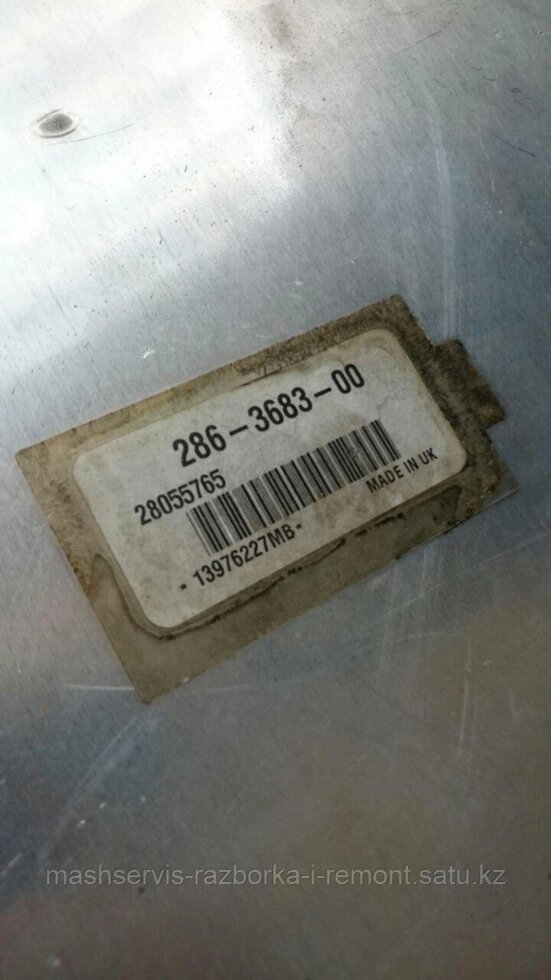 286-3683-00
28055765
MADE IN UK
* 13976227MB *
mashservis-razborka-i-remont.satu.kz